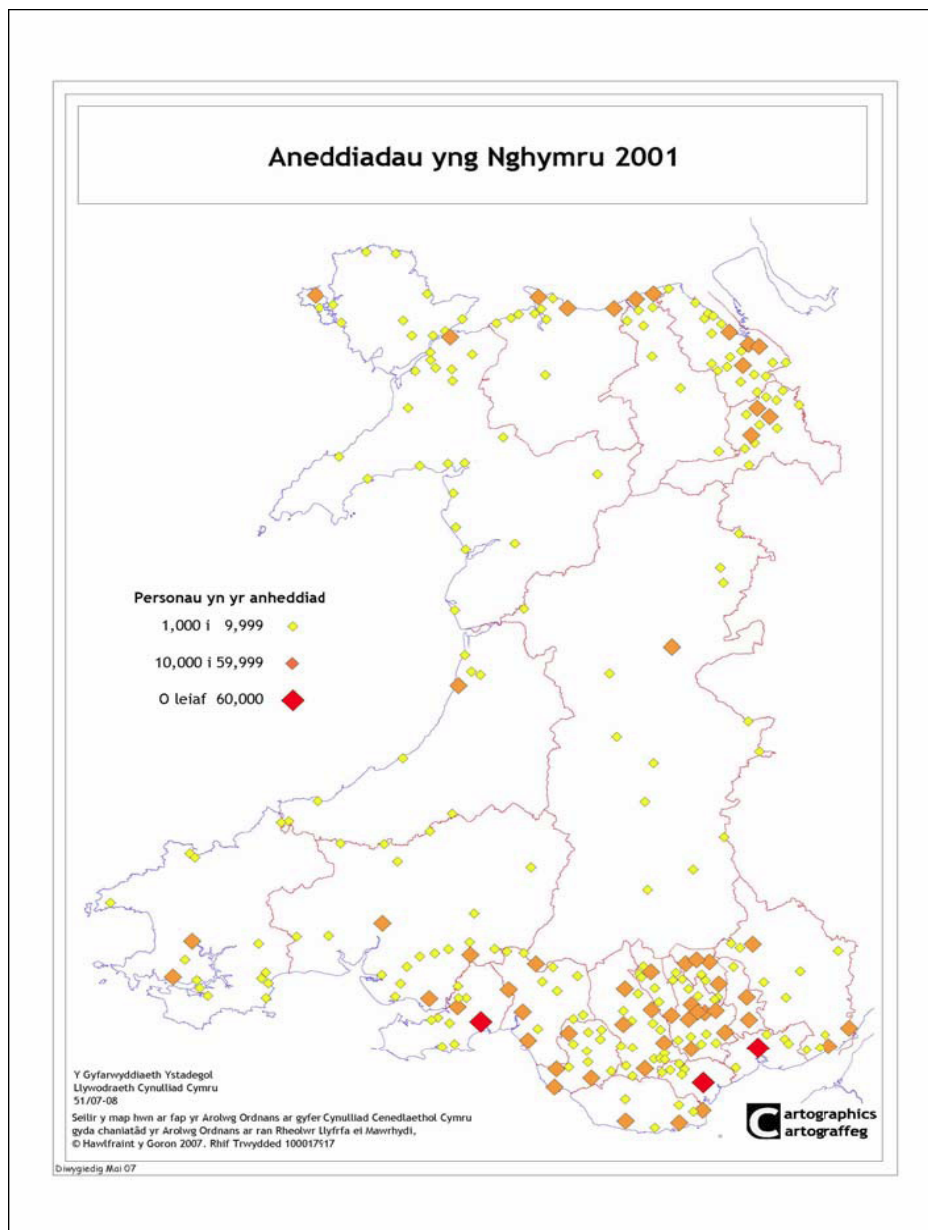 Aneddiadau yng Nghymru 2001
Personau yn yr anheddiad
1,000 i 9,999
10,000 i 59,999
O leiaf 60,000
Y Gyfarwyddiaeth Ystadegol
Llywodraeth Cynulliad Cymru
51/07-08
Seilir y map hwn ar fap yr Arolwg Ordnans ar gyfer Cynulliad Cenedlaethol Cymru
gyda chaniatâd yr Arolwg Ordnans ar ran Rheolwr Llyfrfa ei Mawrhydi,
© Hawlfraint y Goron 2007. Rhif Trwydded 100017917
C artographics
artograffeg
Diwygiedig Mai 07